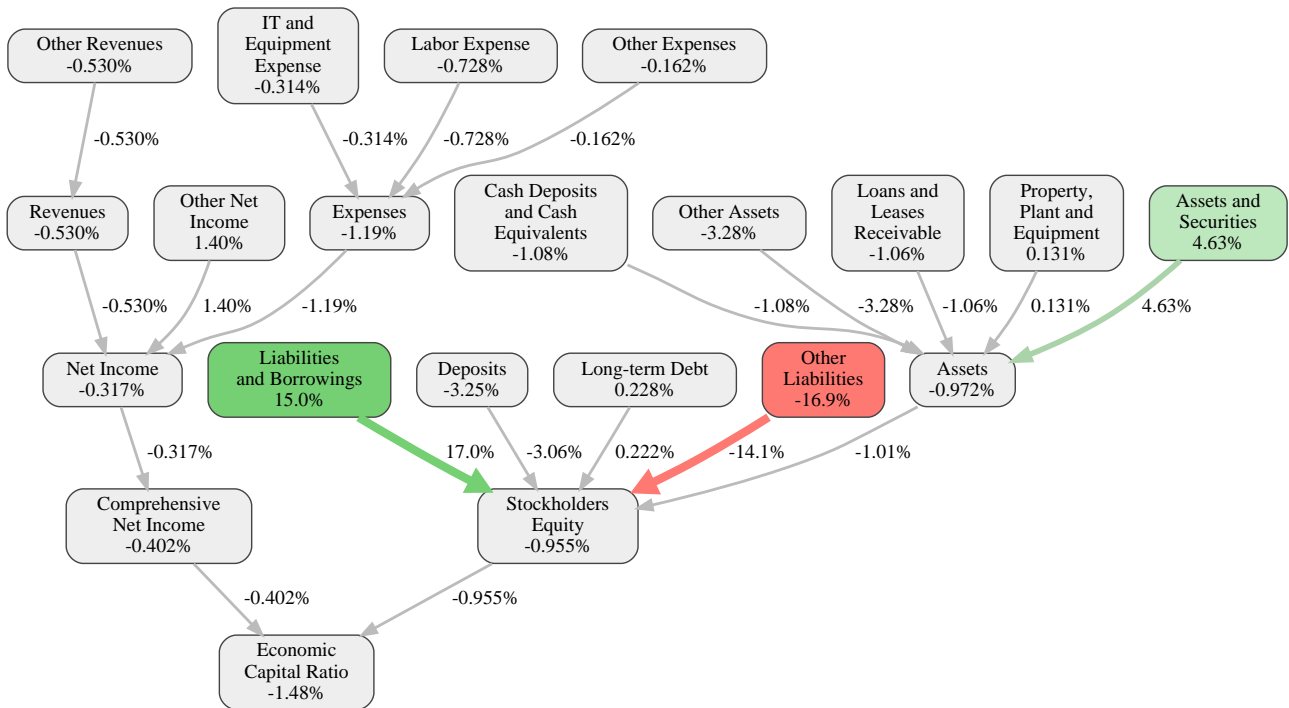 Other Revenues
-0.530%
IT and
Equipment
Expense
-0.314%
Labor Expense
-0.728%
Other Expenses
-0.162%
-0.530%
-0.314%
-0.728%
-0.162%
Revenues
-0.530%
Other Net
Income
1.40%
Expenses
-1.19%
Cash Deposits
and Cash
Equivalents
-1.08%
Other Assets
-3.28%
Loans and
Leases
Receivable
-1.06%
Property,
Plant and
Equipment
0.131%
Assets and
Securities
4.63%
-0.530%
1.40%
-1.19%
-1.08%
-3.28%
-1.06%
0.131%
4.63%
Net Income
-0.317%
Liabilities
and Borrowings
15.0%
Deposits
-3.25%
Long-term Debt
0.228%
Other
Liabilities
-16.9%
Assets
-0.972%
-0.317%
17.0%
-3.06%
0.222%
-14.1%
-1.01%
Comprehensive
Net Income
-0.402%
Stockholders
Equity
-0.955%
-0.402%
-0.955%
Economic
Capital Ratio
-1.48%